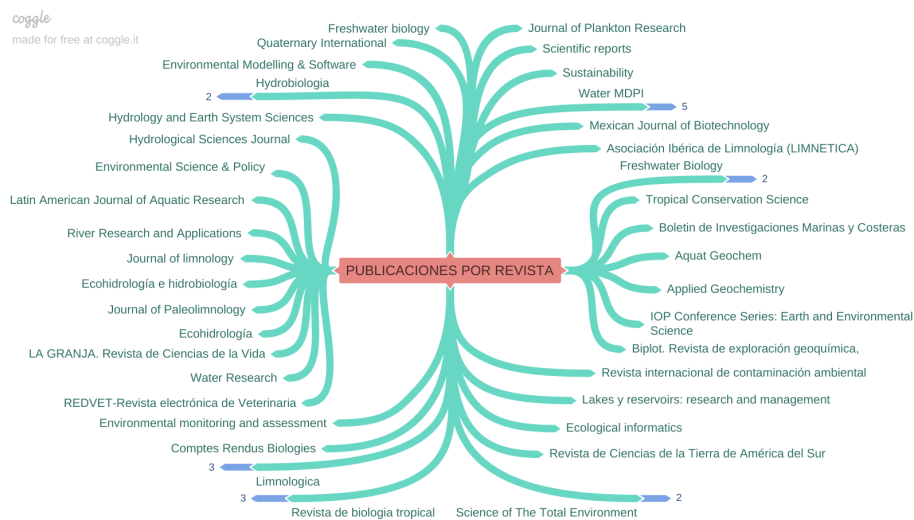 coggle
made for free at coggle.it
Freshwater biology
Quaternary International
Environmental Modelling & Software
Hydrobiologia
2
Hydrology and Earth System Sciences
Hydrological Sciences Journal
Environmental Science & Policy
Latin American Journal of Aquatic Research
River Research and Applications
Journal of limnology
Ecohidrología e hidrobiología
Journal of Paleolimnology
Ecohidrología
LA GRANJA. Revista de Ciencias de la Vida
Water Research
REDVET-Revista electrónica de Veterinaria
Environmental monitoring and assessment
Comptes Rendus Biologies
3
Limnologica
3
Revista de biologia tropical
PUBLICACIONES POR REVISTA
Journal of Plankton Research
Scientific reports
Sustainability
Water MDPI
5
Mexican Journal of Biotechnology
Asociación Ibérica de Limnología (LIMNETICA)
Freshwater Biology
2
Tropical Conservation Science
Boletin de Investigaciones Marinas y Costeras
Aquat Geochem
Applied Geochemistry
IOP Conference Series: Earth and Environmental
Science
Biplot. Revista de exploración geoquímica,
Revista internacional de contaminación ambiental
Lakes y reservoirs: research and management
Ecological informatics
Revista de Ciencias de la Tierra de América del Sur
2
Science of The Total Environment